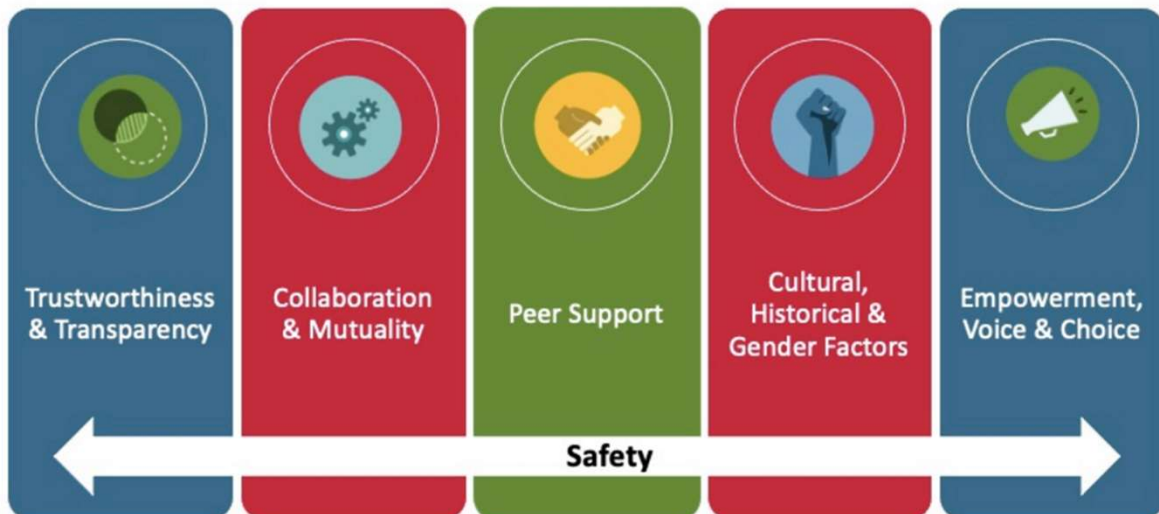 Trustworthiness
& Transparency
Collaboration
& Mutuality
Peer Support
Cultural,
Historical &
Gender Factors
Empowerment,
Voice & Choice
Safety